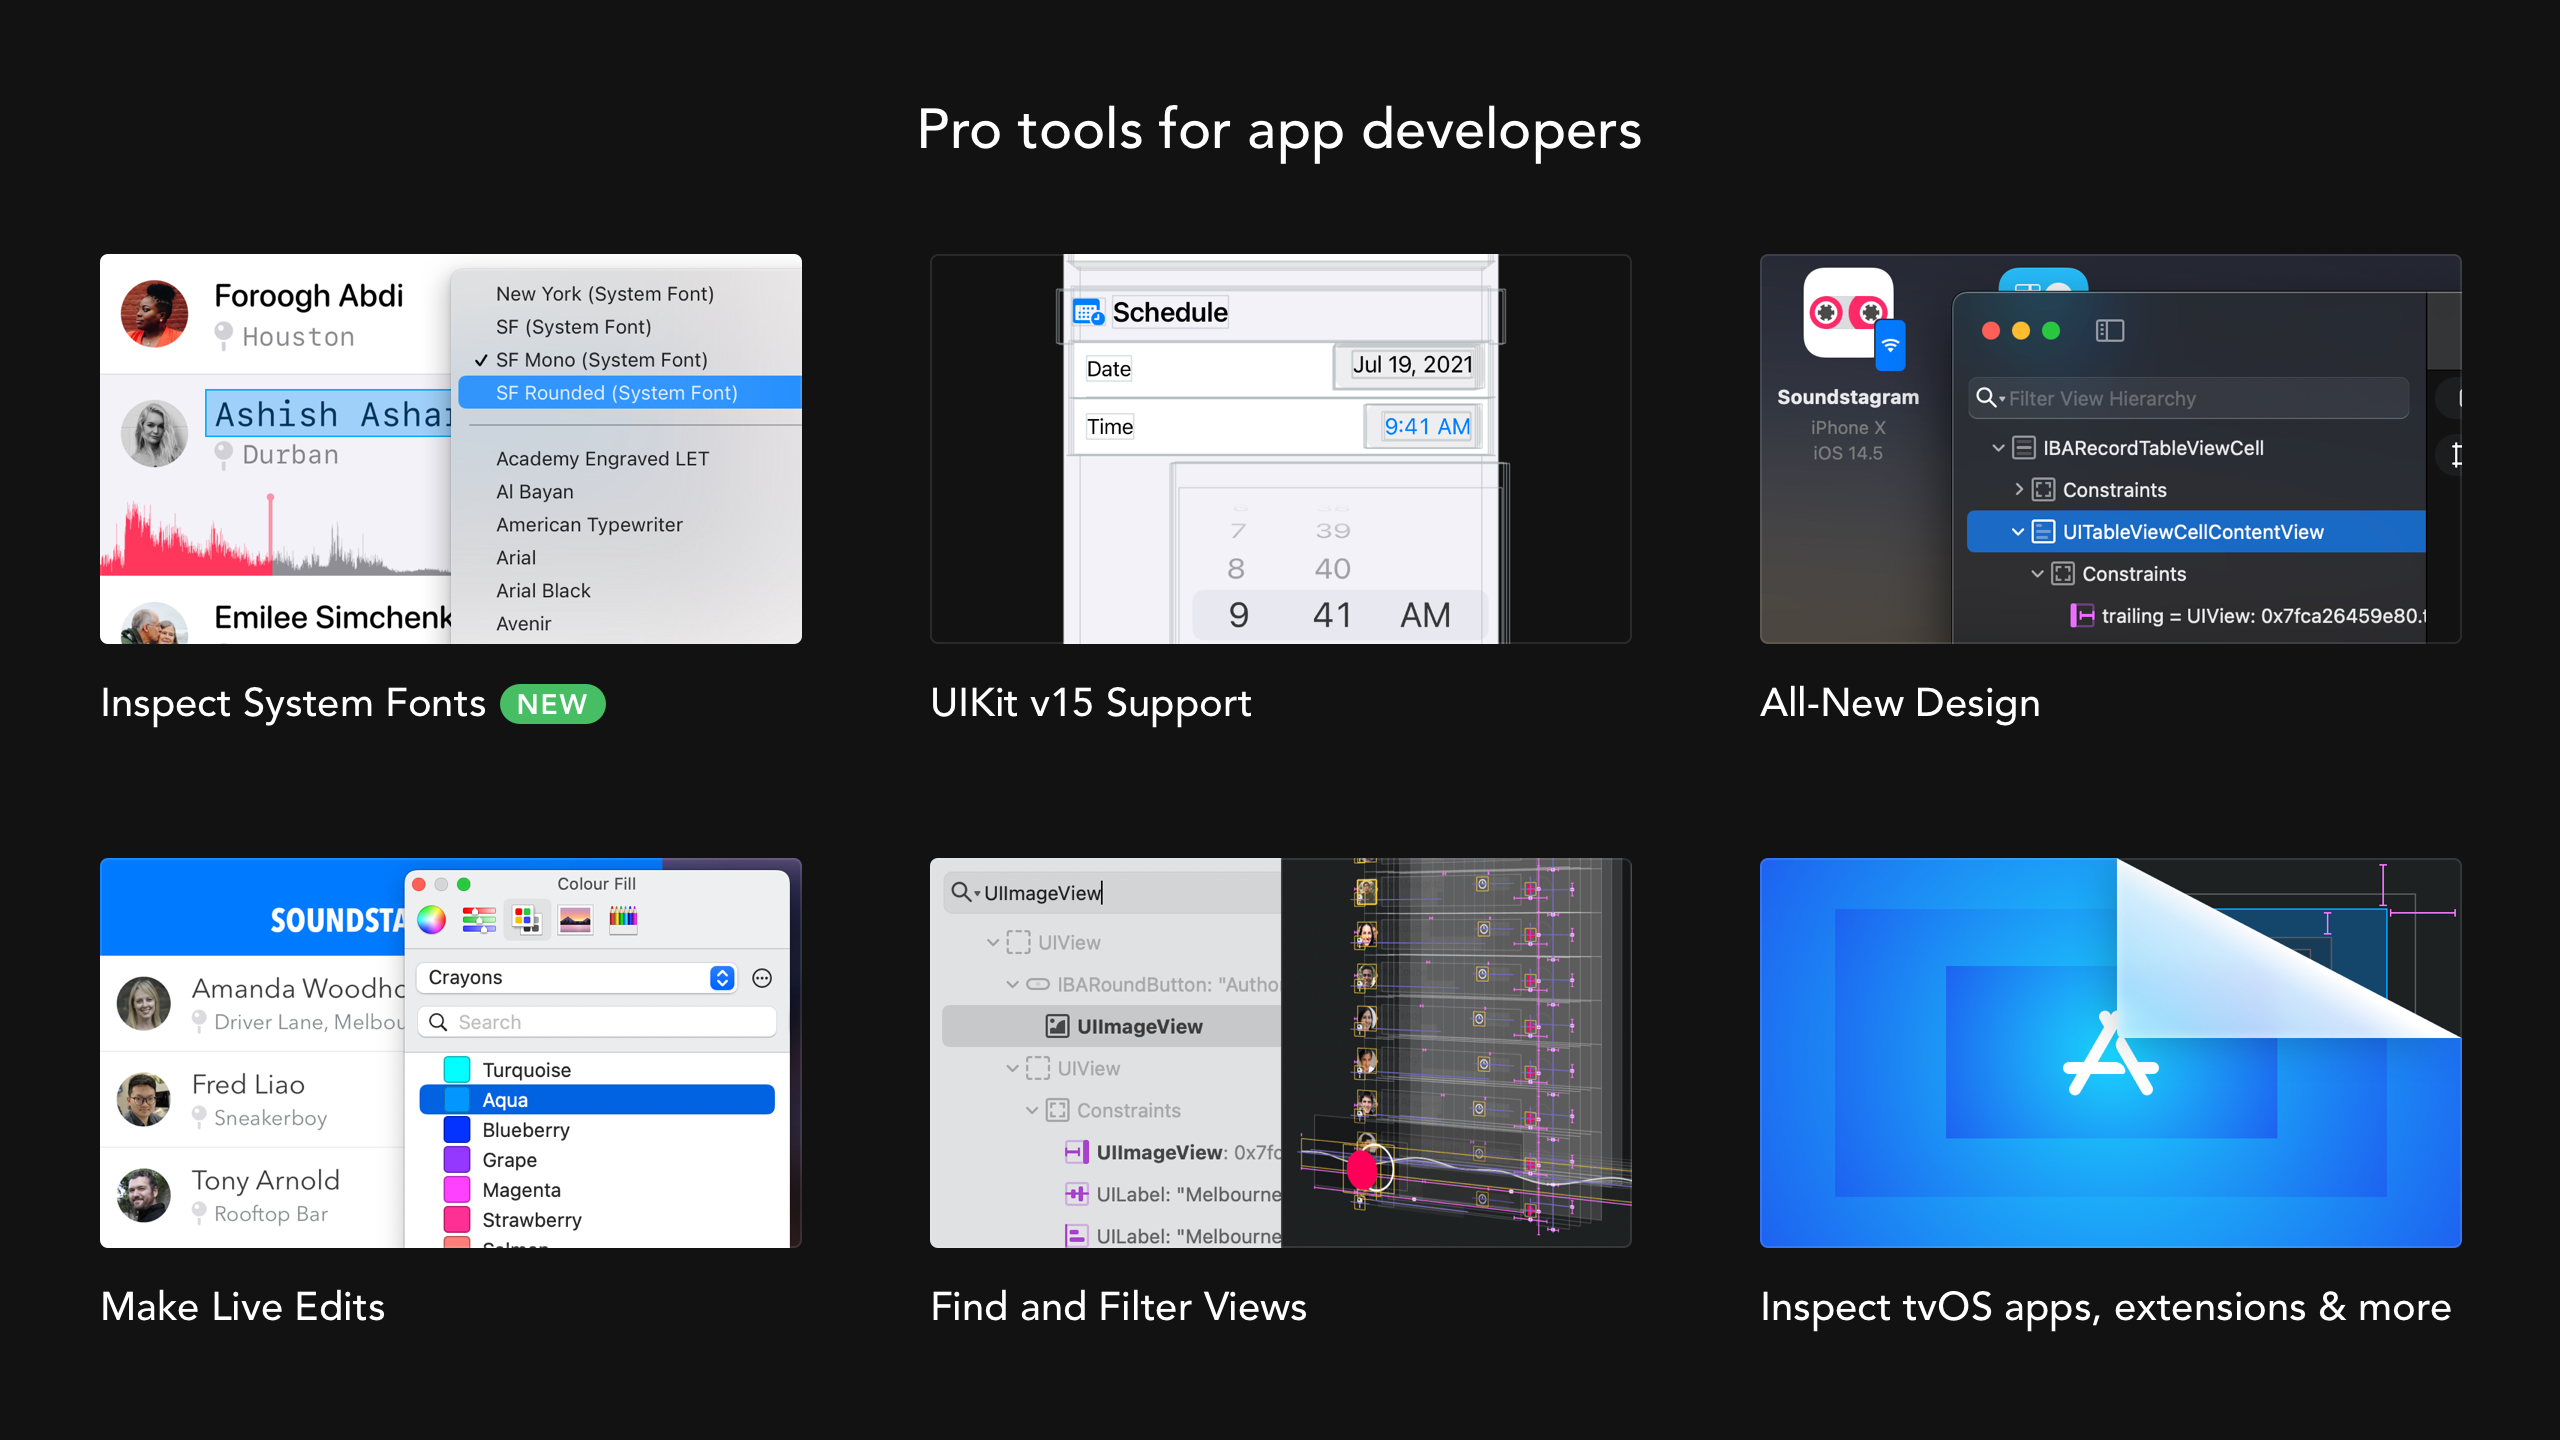 Pro tools for app developers
Foroogh Abdi
Houston
Ashish Ashar
Durban
Emilee Simchenk
New York (System Font)
SF (System Font)
✓ SF Mono (System Font)
SF Rounded (System Font)
Academy Engraved LET
Al Bayan
American Typewriter
Arial
Arial Black
Avenir
Inspect System Fonts NEW
Schedule
Date Jul 19, 2021
Time 9:41 AM
7 39
8 40
9 41 AM
UIKit v15 Support
Soundstagram
iPhone X
iOS 14.5
Filter View Hierarchy
IBARecordTableViewCell
Constraints
UITableViewCellContentView
Constraints
trailing = UIView: 0x7fca26459e80.
All-New Design
SOUNDSTA
Amanda Woodho
Driver Lane, Melbou
Fred Liao
Sneakerboy
Tony Arnold
Rooftop Bar
Colour Fill
Crayons
Search
Turquoise
Aqua
Blueberry
Grape
Magenta
Strawberry
Salmon
Make Live Edits
UIImageView
UIView
IBARoundButton: "Autho
UIImageView
UIView
Constraints
UIImageView: 0x7fc
UILabel: "Melbourne
UILabel: "Melbourne
Find and Filter Views
Inspect tvOS apps, extensions & more